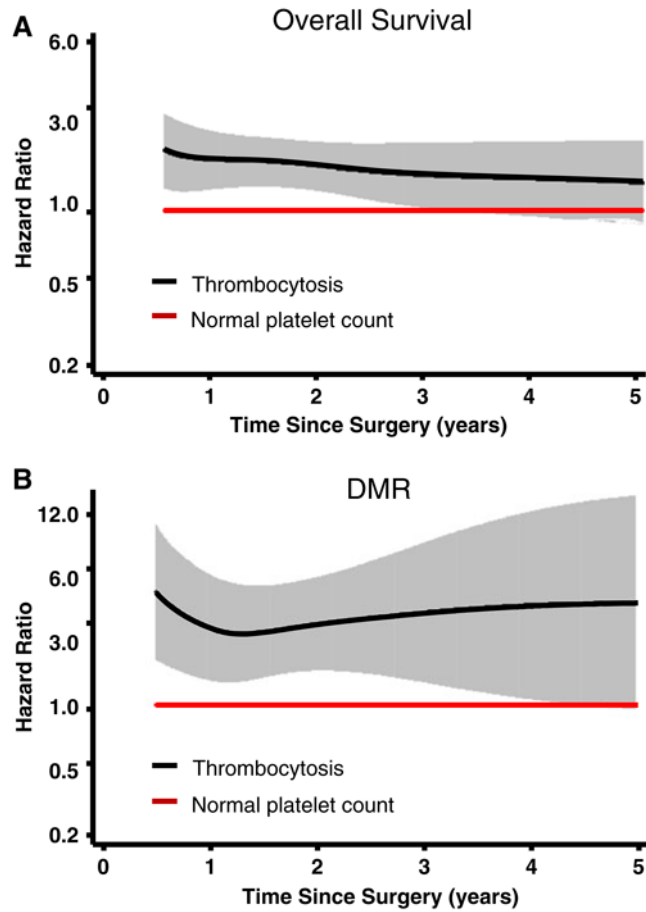 A
Overall Survival
6.0
3.0
1.0
0.5
0.2
Hazard Ratio
Thrombocytosis
Normal platelet count
0 1 2 3 4 5
Time Since Surgery (years)
B
DMR
12.0
6.0
3.0
1.0
0.5
0.2
Hazard Ratio
Thrombocytosis
Normal platelet count
0 1 2 3 4 5
Time Since Surgery (years)